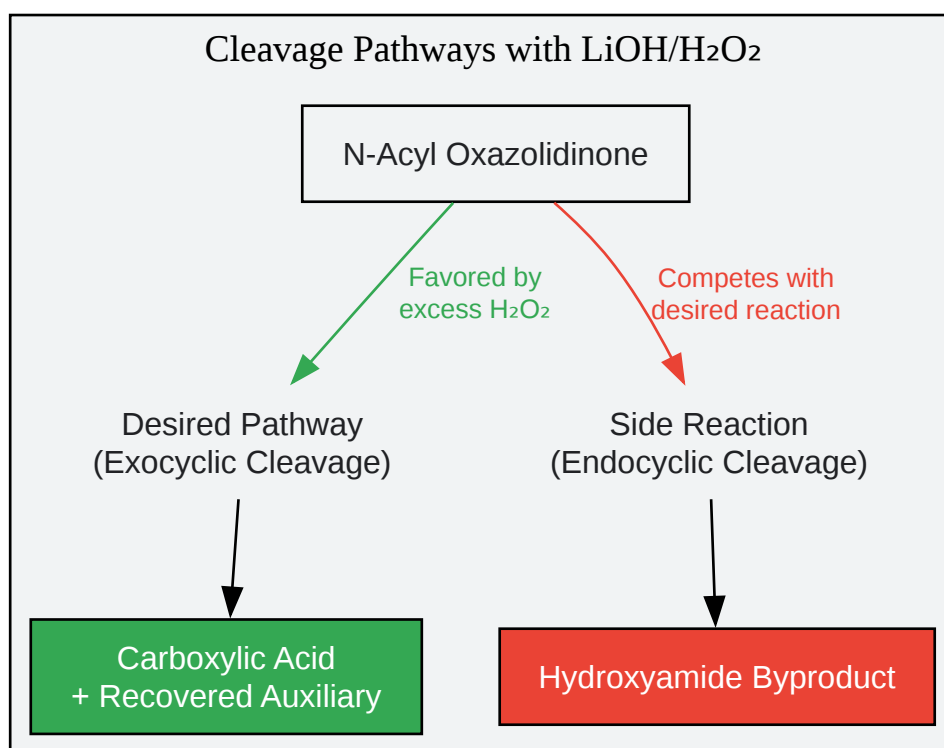 Cleavage Pathways with LiOH/H₂O₂
N-Acyl Oxazolidinone
Favored by
excess H₂O₂
Competes with
desired reaction
Desired Pathway
(Exocyclic Cleavage)
Side Reaction
(Endocyclic Cleavage)
Carboxylic Acid
+ Recovered Auxiliary
Hydroxyamide Byproduct